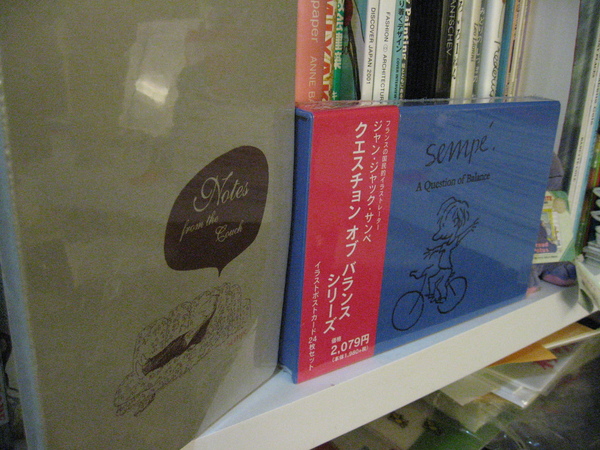 Notes
from the
Couch
フランスの国民的イラストレーター
ジャン・ジャック・サンペ
クエスチョン オブ バランス
シリーズ
イラストポストカード24枚セット
価格
2,079円
sempé.
A Question of Balance
paper
ANNE B
DISCOVER JAPAN 2001
FASHION
ARCHITECTURE